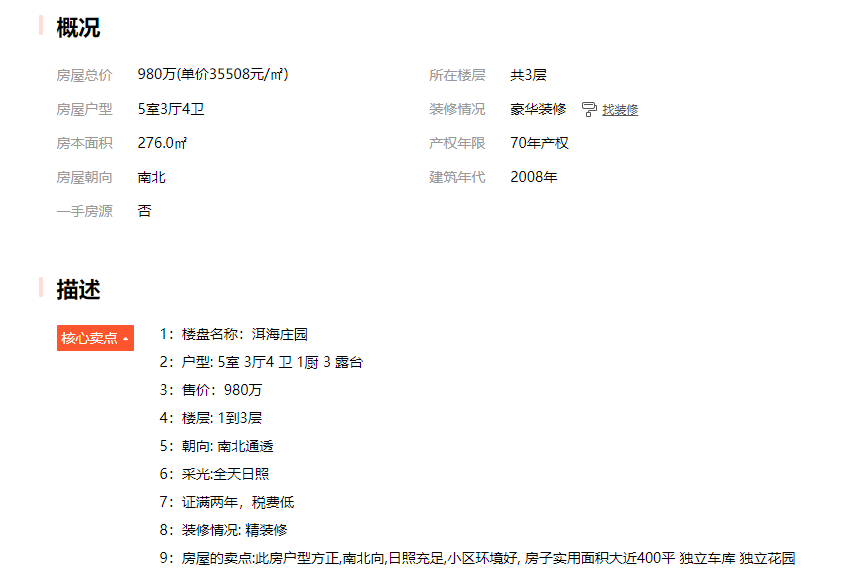 概况
房屋总价 980万(单价35508元/㎡) 所在楼层 共3层
房屋户型 5室3厅4卫 装修情况 豪华装修 找装修
房本面积 276.0㎡ 产权年限 70年产权
房屋朝向 南北 建筑年代 2008年
一手房源 否
描述
核心卖点
1：楼盘名称：洱海庄园
2：户型: 5室 3厅4 卫 1厨 3 露台
3：售价：980万
4：楼层: 1到3层
5：朝向: 南北通透
6：采光:全天日照
7：证满两年，税费低
8：装修情况: 精装修
9：房屋的卖点:此房户型方正,南北向,日照充足,小区环境好, 房子实用面积大近400平 独立车库 独立花园